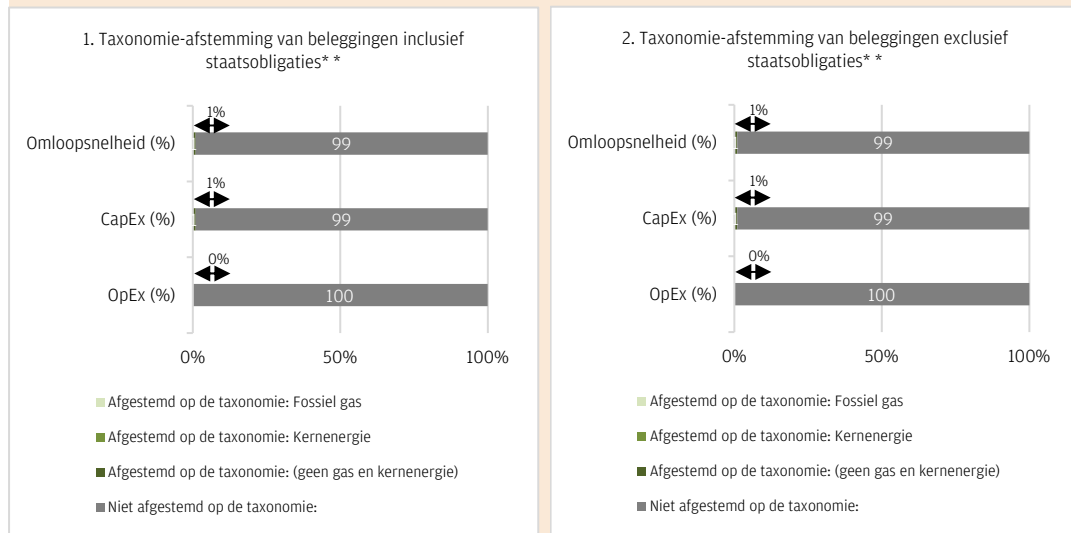 1. Taxonomie-afstemming van beleggingen inclusief
staatsobligaties* *
1%
Omloopsnelheid (%)
99
1%
CapEx (%)
99
0%
OpEx (%)
100
0%
50%
100%
Afgestemd op de taxonomie: Fossiel gas
Afgestemd op de taxonomie: Kernenergie
Afgestemd op de taxonomie: (geen gas en kernenergie)
Niet afgestemd op de taxonomie:
2. Taxonomie-afstemming van beleggingen exclusief
staatsobligaties* *
1%
Omloopsnelheid (%)
99
1%
CapEx (%)
99
0%
OpEx (%)
100
0%
50%
100%
Afgestemd op de taxonomie: Fossiel gas
Afgestemd op de taxonomie: Kernenergie
Afgestemd op de taxonomie: (geen gas en kernenergie)
Niet afgestemd op de taxonomie: